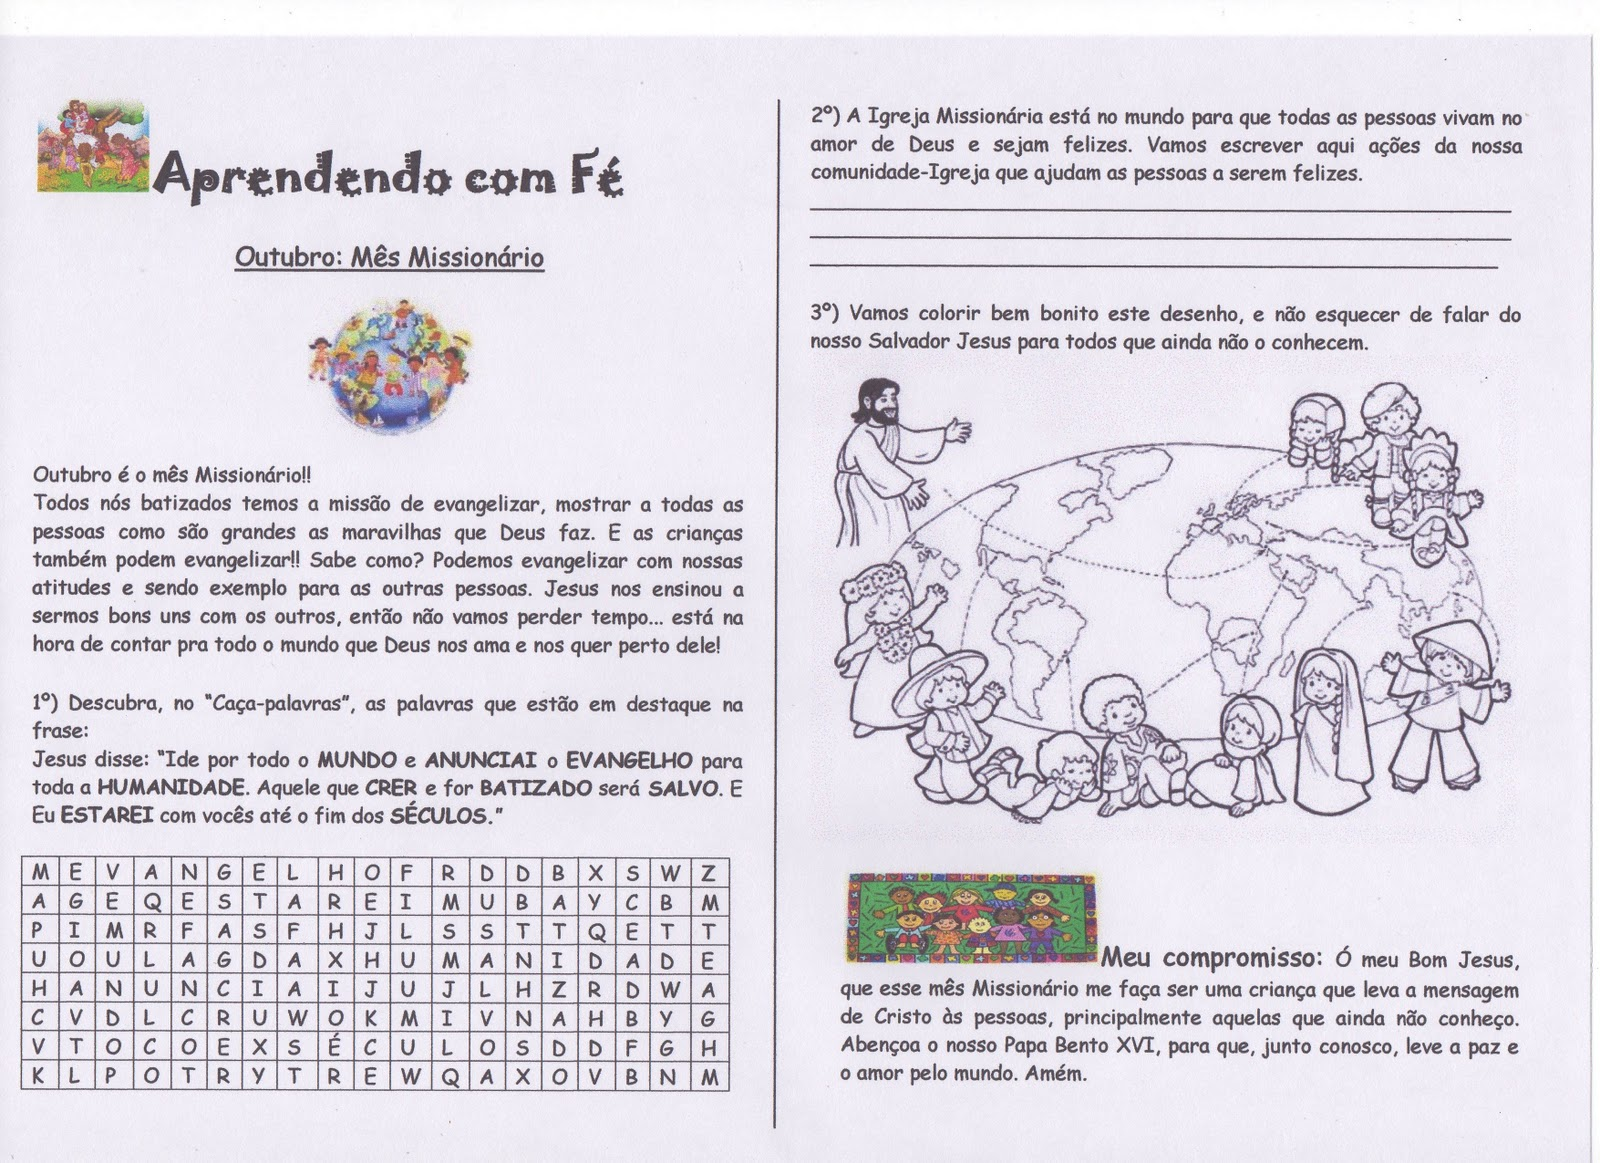 Aprendendo com Fé
Outubro: Mês Missionário
Outubro é o mês Missionário!!
Todos nós batizados temos a missão de evangelizar, mostrar a todas as
pessoas como são grandes as maravilhas que Deus faz. E as crianças
também podem evangelizar!! Sabe como? Podemos evangelizar com nossas
atitudes e sendo exemplo para as outras pessoas. Jesus nos ensinou a
sermos bons uns com os outros, então não vamos perder tempo... está na
hora de contar pra todo o mundo que Deus nos ama e nos quer perto dele!
1º) Descubra, no "Caça-palavras", as palavras que estão em destaque na
frase:
Jesus disse: "Ide por todo o MUNDO e ANUNCIAI o EVANGELHO para
toda a HUMANIDADE. Aquele que CRER e for BATIZADO será SALVO. E
Eu ESTAREI com vocês até o fim dos SÉCULOS."
M E V A N G E L H O F R D D B X S W Z
A G E Q E S T A R E I M U B A Y C B M
P I M R F A S F H J L S S T T Q E T T
U O U L A G D A X H U M A N I D A D E
H A N U N C I A I J U J L H Z R D W A
C V D L C R U W O K M I V N A H B Y G
V T O C O E X S É C U L O S D D F G H
K L P O T R Y T R E W Q A X O V B N M
2º) A Igreja Missionária está no mundo para que todas as pessoas vivam no
amor de Deus e sejam felizes. Vamos escrever aqui ações da nossa
comunidade-Igreja que ajudam as pessoas a serem felizes.
3º) Vamos colorir bem bonito este desenho, e não esquecer de falar do
nosso Salvador Jesus para todos que ainda não o conhecem.
Meu compromisso: Ó meu Bom Jesus,
que esse mês Missionário me faça ser uma criança que leva a mensagem
de Cristo às pessoas, principalmente aquelas que ainda não conheço.
Abençoa o nosso Papa Bento XVI, para que, junto conosco, leve a paz e
o amor pelo mundo. Amém.